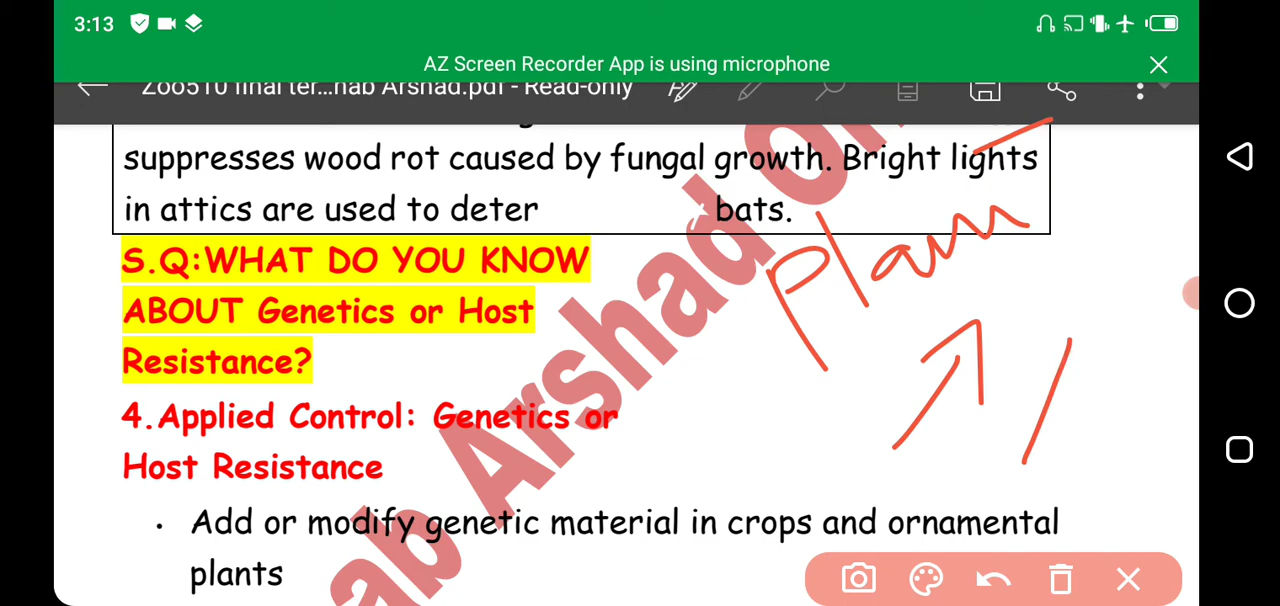 3:13
AZ Screen Recorder App is using microphone
Zoo510 final ter...nab Arshad.pdf - Read-only
suppresses wood rot caused by fungal growth. Bright lights
in attics are used to deter bats.
S.Q:WHAT DO YOU KNOW
ABOUT Genetics or Host
Resistance?
4.Applied Control: Genetics or
Host Resistance
• Add or modify genetic material in crops and ornamental
plants